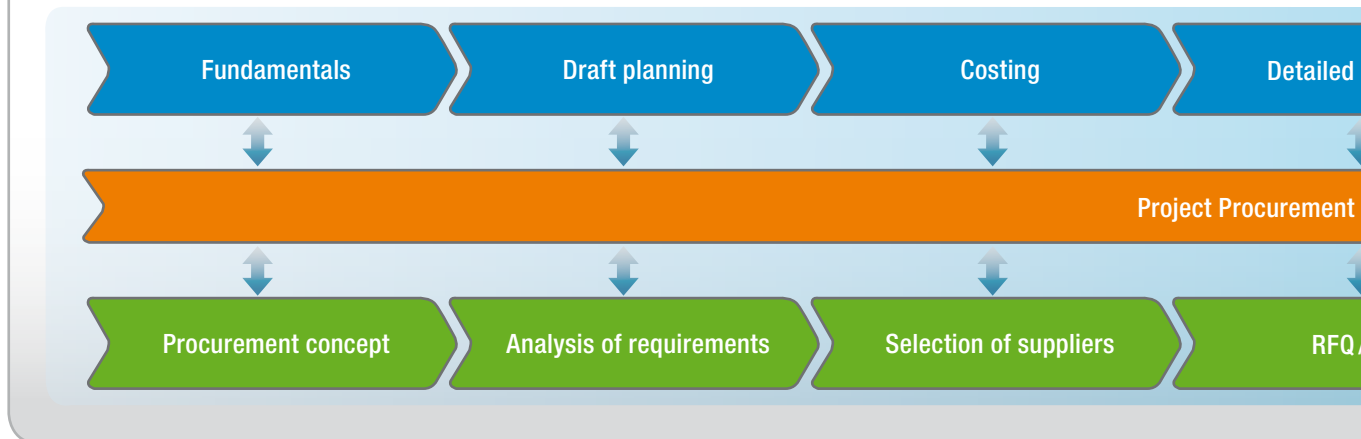 Fundamentals
Draft planning
Costing
Detailed
Project Procurement
Procurement concept
Analysis of requirements
Selection of suppliers
RFQ /